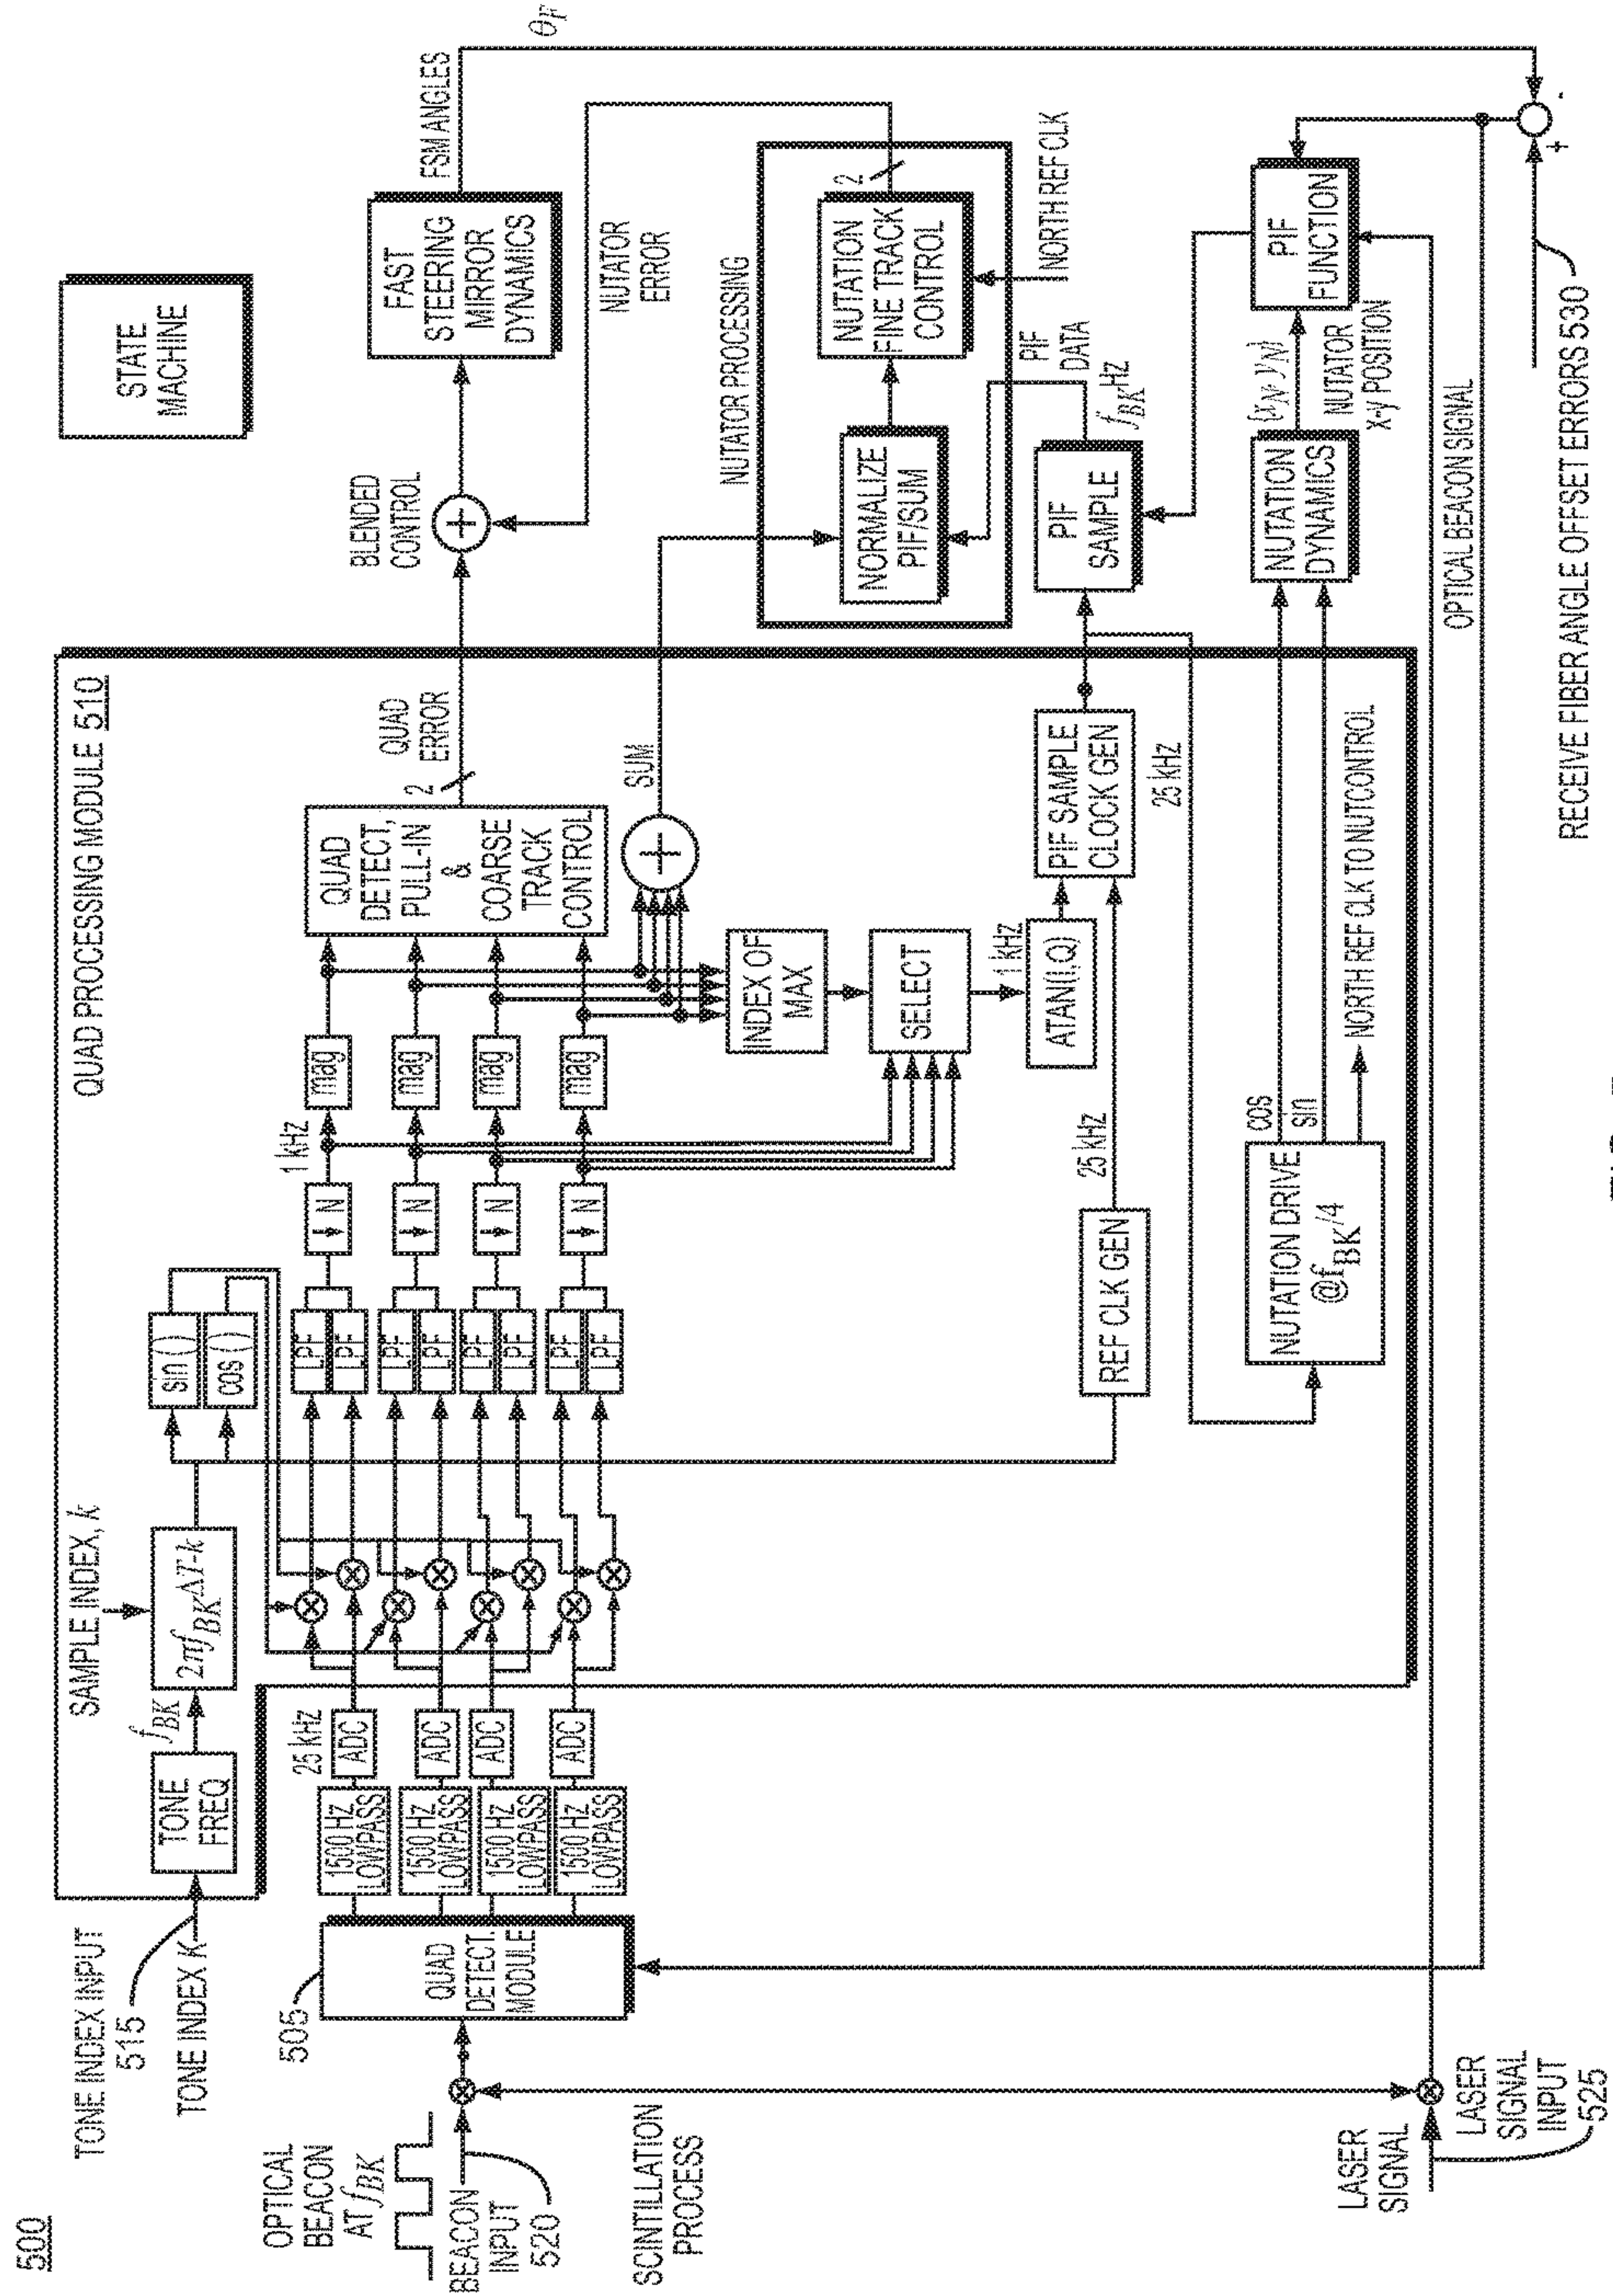 500
STATE
MACHINE
QUAD PROCESSING MODULE 510
SAMPLE INDEX, k
TONE INDEX INPUT
515
TONE INDEX K
TONE
FREQ
f_BK
2πf_BKΔT·k
sin ( )
cos ( )
OPTICAL
BEACON
AT f_BK
BEACON
INPUT
520
SCINTILLATION
PROCESS
505
QUAD
DETECT.
MODULE
1500 HZ
LOWPASS
1500 HZ
LOWPASS
1500 HZ
LOWPASS
1500 HZ
LOWPASS
25 kHz
ADC
ADC
ADC
ADC
LPF
LPF
LPF
LPF
LPF
LPF
LPF
LPF
↓ N
↓ N
↓ N
↓ N
1 kHz
mag
mag
mag
mag
QUAD
DETECT,
PULL-IN
&
COARSE
TRACK
CONTROL
2
QUAD
ERROR
SUM
BLENDED
CONTROL
FAST
STEERING
MIRROR
DYNAMICS
FSM ANGLES
θ_F
NUTATOR
ERROR
INDEX OF
MAX
SELECT
1 kHz
ATAN(I,Q)
REF CLK GEN
25 kHz
PIF SAMPLE
CLOCK GEN
25 kHz
NUTATOR PROCESSING
NORMALIZE
PIF/SUM
NUTATION
FINE TRACK
CONTROL
2
NORTH REF CLK
PIF
DATA
PIF
SAMPLE
f_BK HZ
NUTATION DRIVE
@f_BK/4
cos
sin
NORTH REF CLK TO NUTCONTROL
NUTATION
DYNAMICS
NUTATOR
x-y POSITION
PIF
FUNCTION
OPTICAL BEACON SIGNAL
+
-
RECEIVE FIBER ANGLE OFFSET ERRORS 530
LASER
SIGNAL
LASER
SIGNAL
INPUT
525